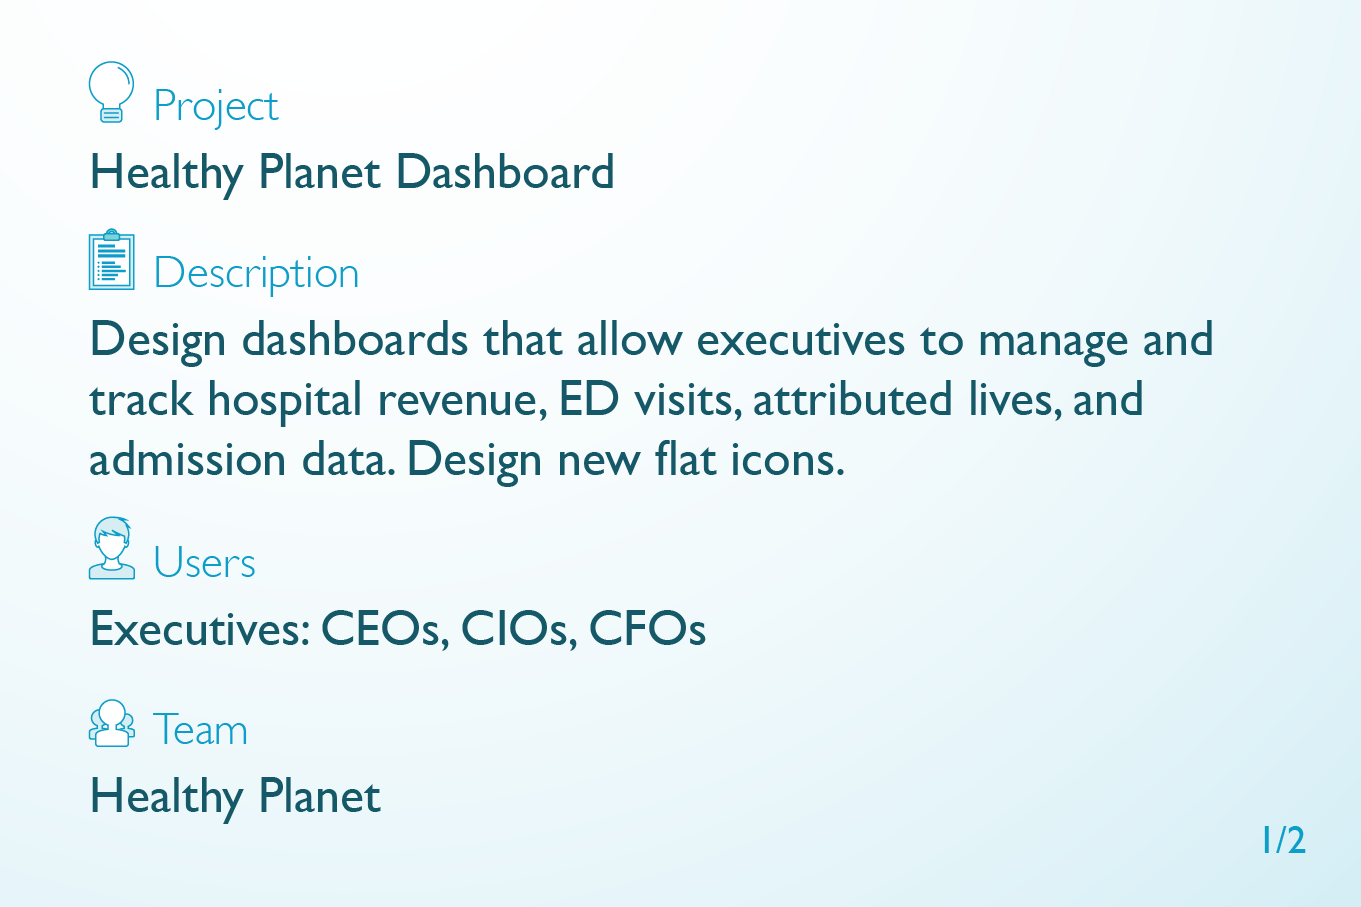 Project
Healthy Planet Dashboard
Description
Design dashboards that allow executives to manage and
track hospital revenue, ED visits, attributed lives, and
admission data. Design new flat icons.
Users
Executives: CEOs, CIOs, CFOs
Team
Healthy Planet
1/2